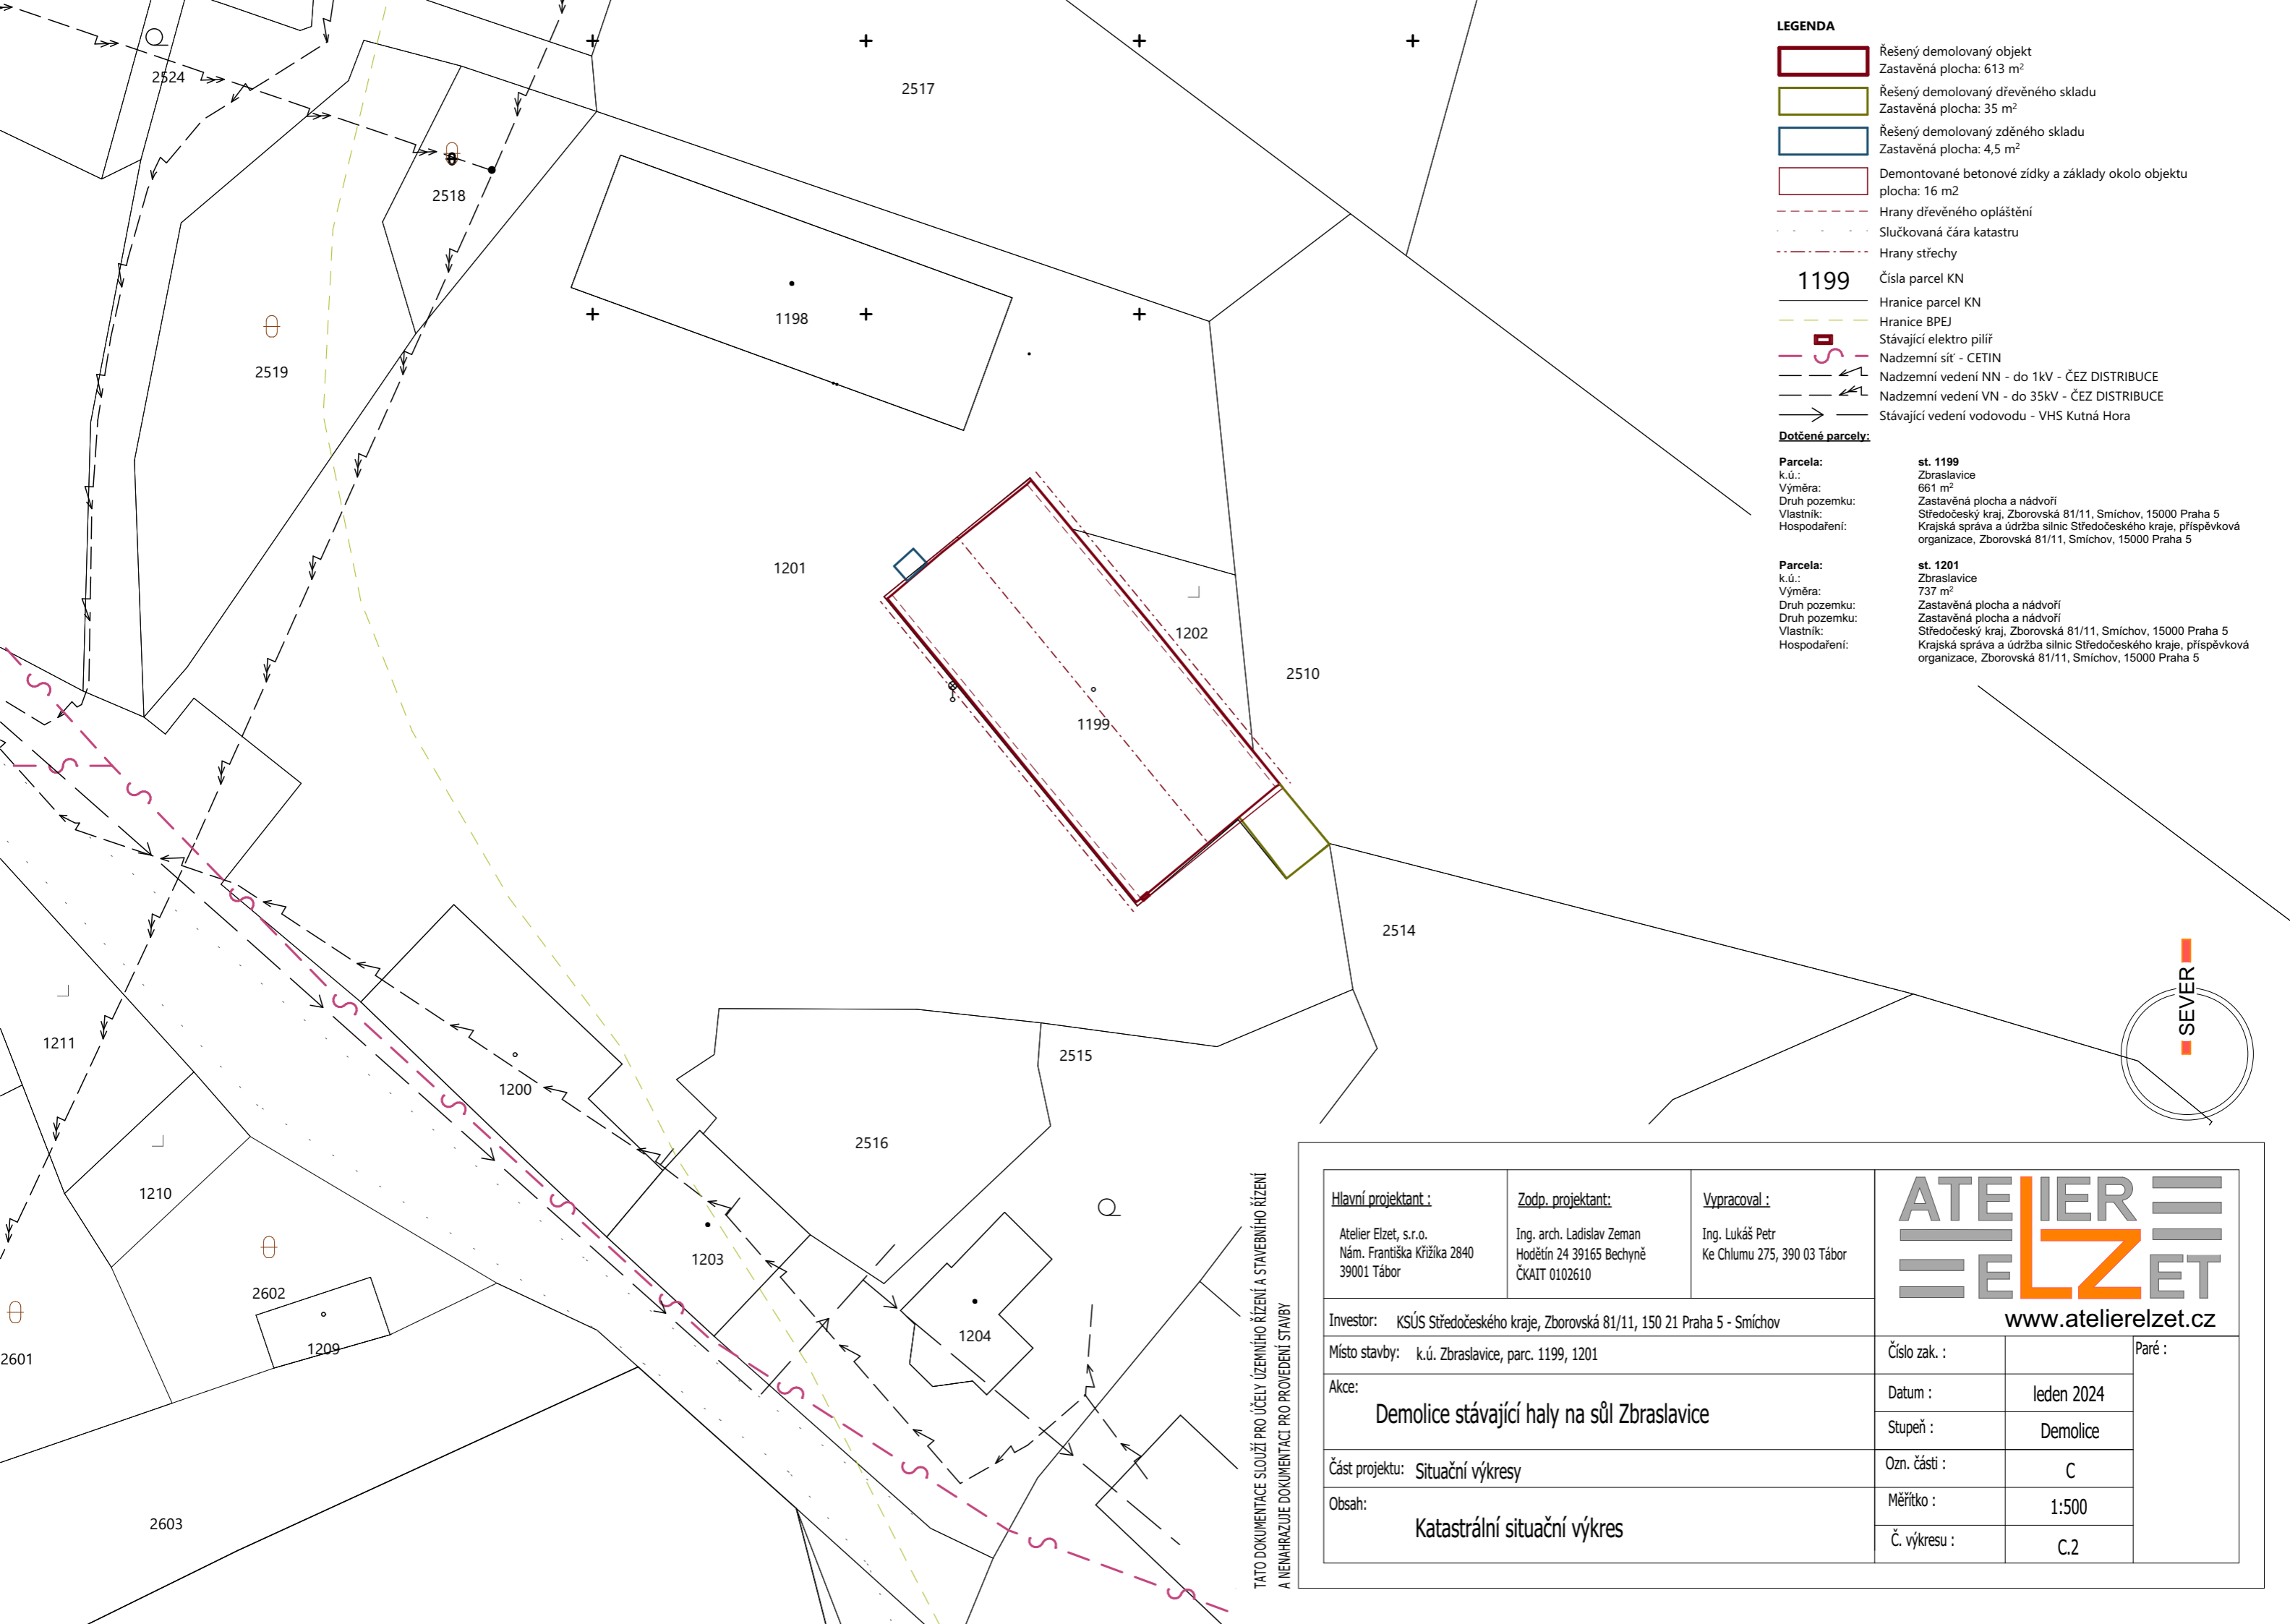 LEGENDA
Řešený demolovaný objekt
Zastavěná plocha: 613 m²
Řešený demolovaný dřevěného skladu
Zastavěná plocha: 35 m²
Řešený demolovaný zděného skladu
Zastavěná plocha: 4,5 m²
Demontované betonové zídky a základy okolo objektu
plocha: 16 m2
Hrany dřevěného opláštění
Slučkovaná čára katastru
Hrany střechy
1199 Čísla parcel KN
Hranice parcel KN
Hranice BPEJ
Stávající elektro pilíř
Nadzemní síť - CETIN
Nadzemní vedení NN - do 1kV - ČEZ DISTRIBUCE
Nadzemní vedení VN - do 35kV - ČEZ DISTRIBUCE
Stávající vedení vodovodu - VHS Kutná Hora
Dotčené parcely:
Parcela: st. 1199
k.ú.: Zbraslavice
Výměra: 661 m²
Druh pozemku: Zastavěná plocha a nádvoří
Vlastník: Středočeský kraj, Zborovská 81/11, Smíchov, 15000 Praha 5
Hospodaření: Krajská správa a údržba silnic Středočeského kraje, příspěvková
organizace, Zborovská 81/11, Smíchov, 15000 Praha 5
Parcela: st. 1201
k.ú.: Zbraslavice
Výměra: 737 m²
Druh pozemku: Zastavěná plocha a nádvoří
Druh pozemku: Zastavěná plocha a nádvoří
Vlastník: Středočeský kraj, Zborovská 81/11, Smíchov, 15000 Praha 5
Hospodaření: Krajská správa a údržba silnic Středočeského kraje, příspěvková
organizace, Zborovská 81/11, Smíchov, 15000 Praha 5
2524
2517
2518
1198
2519
1201
1202
2510
1199
2514
SEVER
1211
2515
1200
2516
1210
1203
2602
1204
1209
2601
2603
TATO DOKUMENTACE SLOUŽÍ PRO ÚČELY ÚZEMNÍHO ŘÍZENÍ A STAVEBNÍHO ŘÍZENÍ
A NENAHRAZUJE DOKUMENTACI PRO PROVEDENÍ STAVBY
Hlavní projektant :
Atelier Elzet, s.r.o.
Nám. Františka Křižíka 2840
39001 Tábor
Zodp. projektant:
Ing. arch. Ladislav Zeman
Hodětín 24 39165 Bechyně
ČKAIT 0102610
Vypracoval :
Ing. Lukáš Petr
Ke Chlumu 275, 390 03 Tábor
ATELIER
ELZET
www.atelierelzet.cz
Investor: KSÚS Středočeského kraje, Zborovská 81/11, 150 21 Praha 5 - Smíchov
Místo stavby: k.ú. Zbraslavice, parc. 1199, 1201
Akce:
Demolice stávající haly na sůl Zbraslavice
Část projektu: Situační výkresy
Obsah:
Katastrální situační výkres
Číslo zak. :
Paré :
Datum : leden 2024
Stupeň : Demolice
Ozn. části : C
Měřítko : 1:500
Č. výkresu : C.2